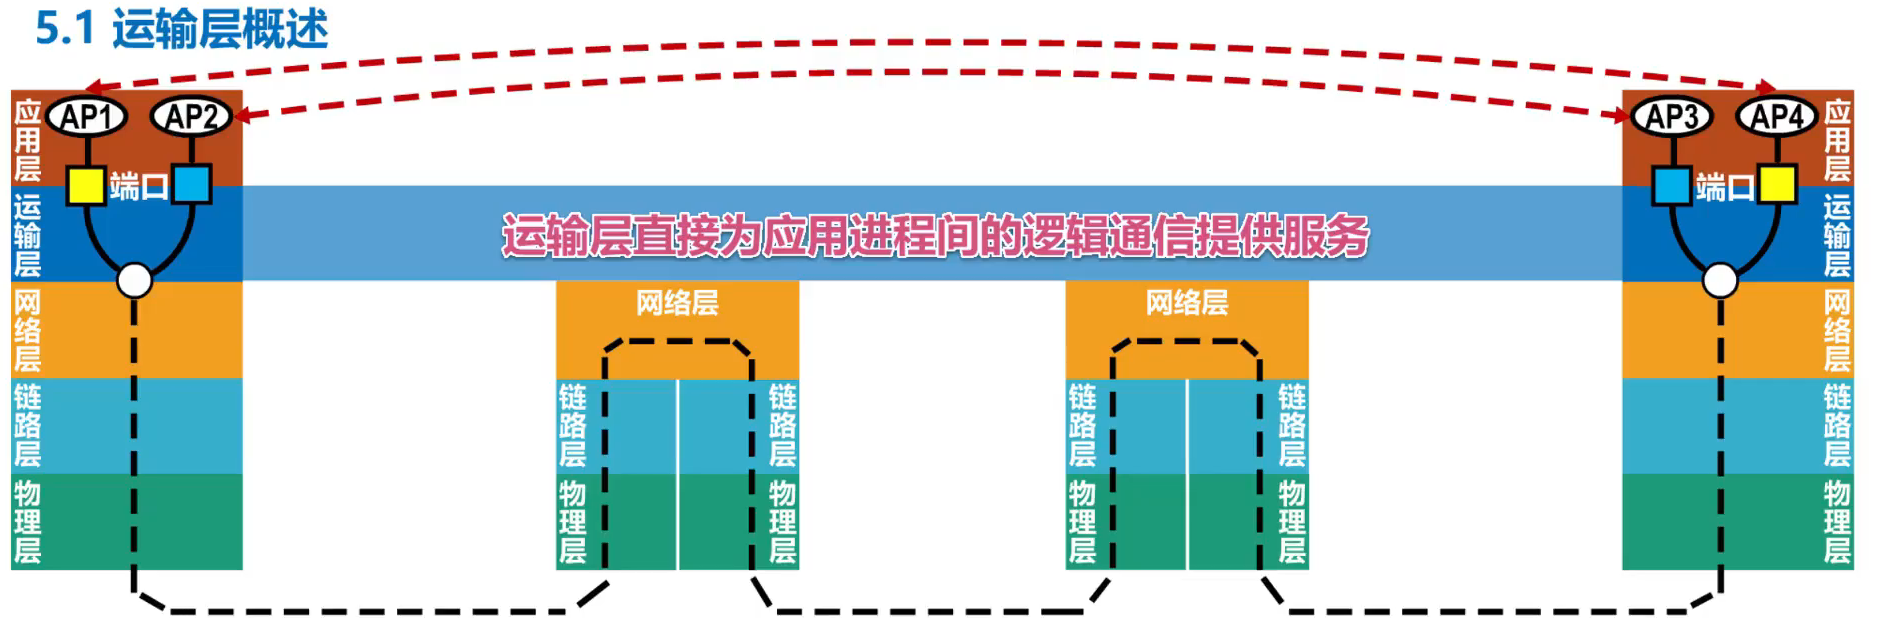 5.1 运输层概述
AP1
AP2
AP3
AP4
应用层
端口
端口
应用层
运输层
运输层直接为应用进程间的逻辑通信提供服务
运输层
网络层
网络层
网络层
网络层
链路层
链路层
链路层
链路层
链路层
链路层
物理层
物理层
物理层
物理层
物理层
物理层